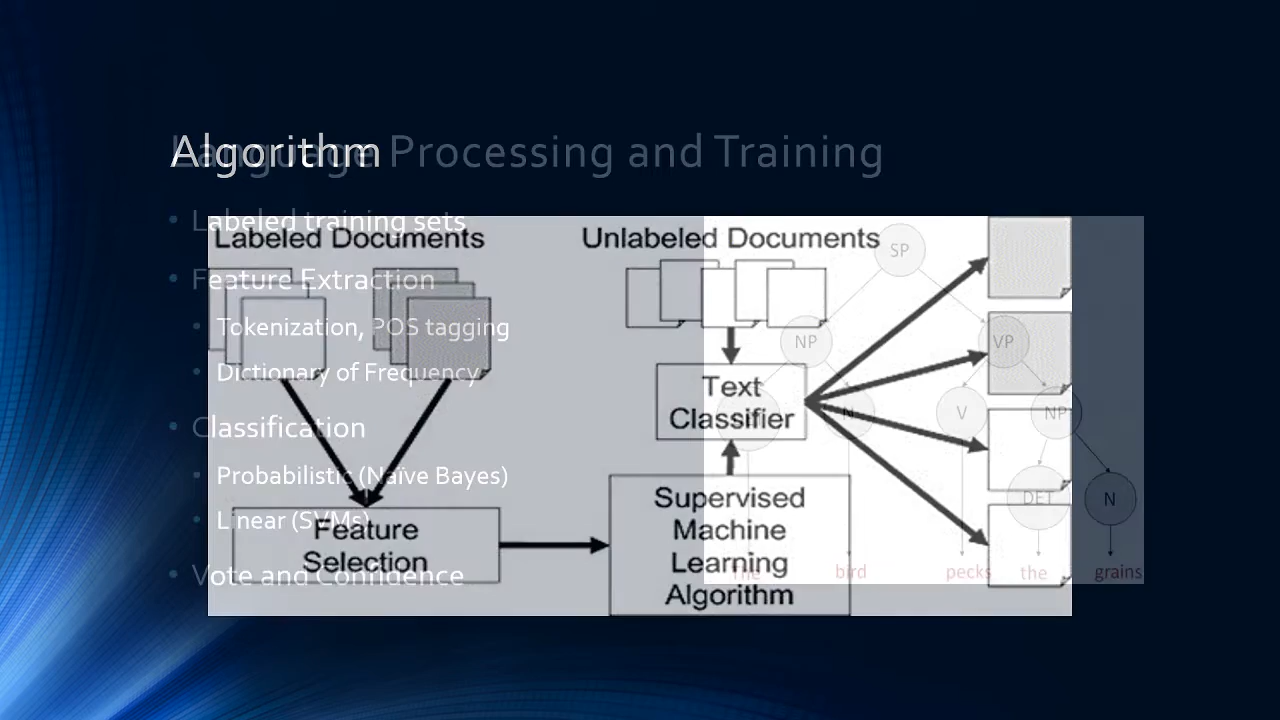 Algorithm
Language Processing and Training
Labeled training sets
Feature Extraction
Tokenization, POS tagging
Dictionary of Frequency
Classification
Probabilistic (Naïve Bayes)
Linear (SVMs)
Vote and Confidence
Labeled Documents
Unlabeled Documents
Text
Classifier
Feature
Selection
Supervised
Machine
Learning
Algorithm
SP
NP
VP
N
V
NP
DET
N
The bird pecks the grains